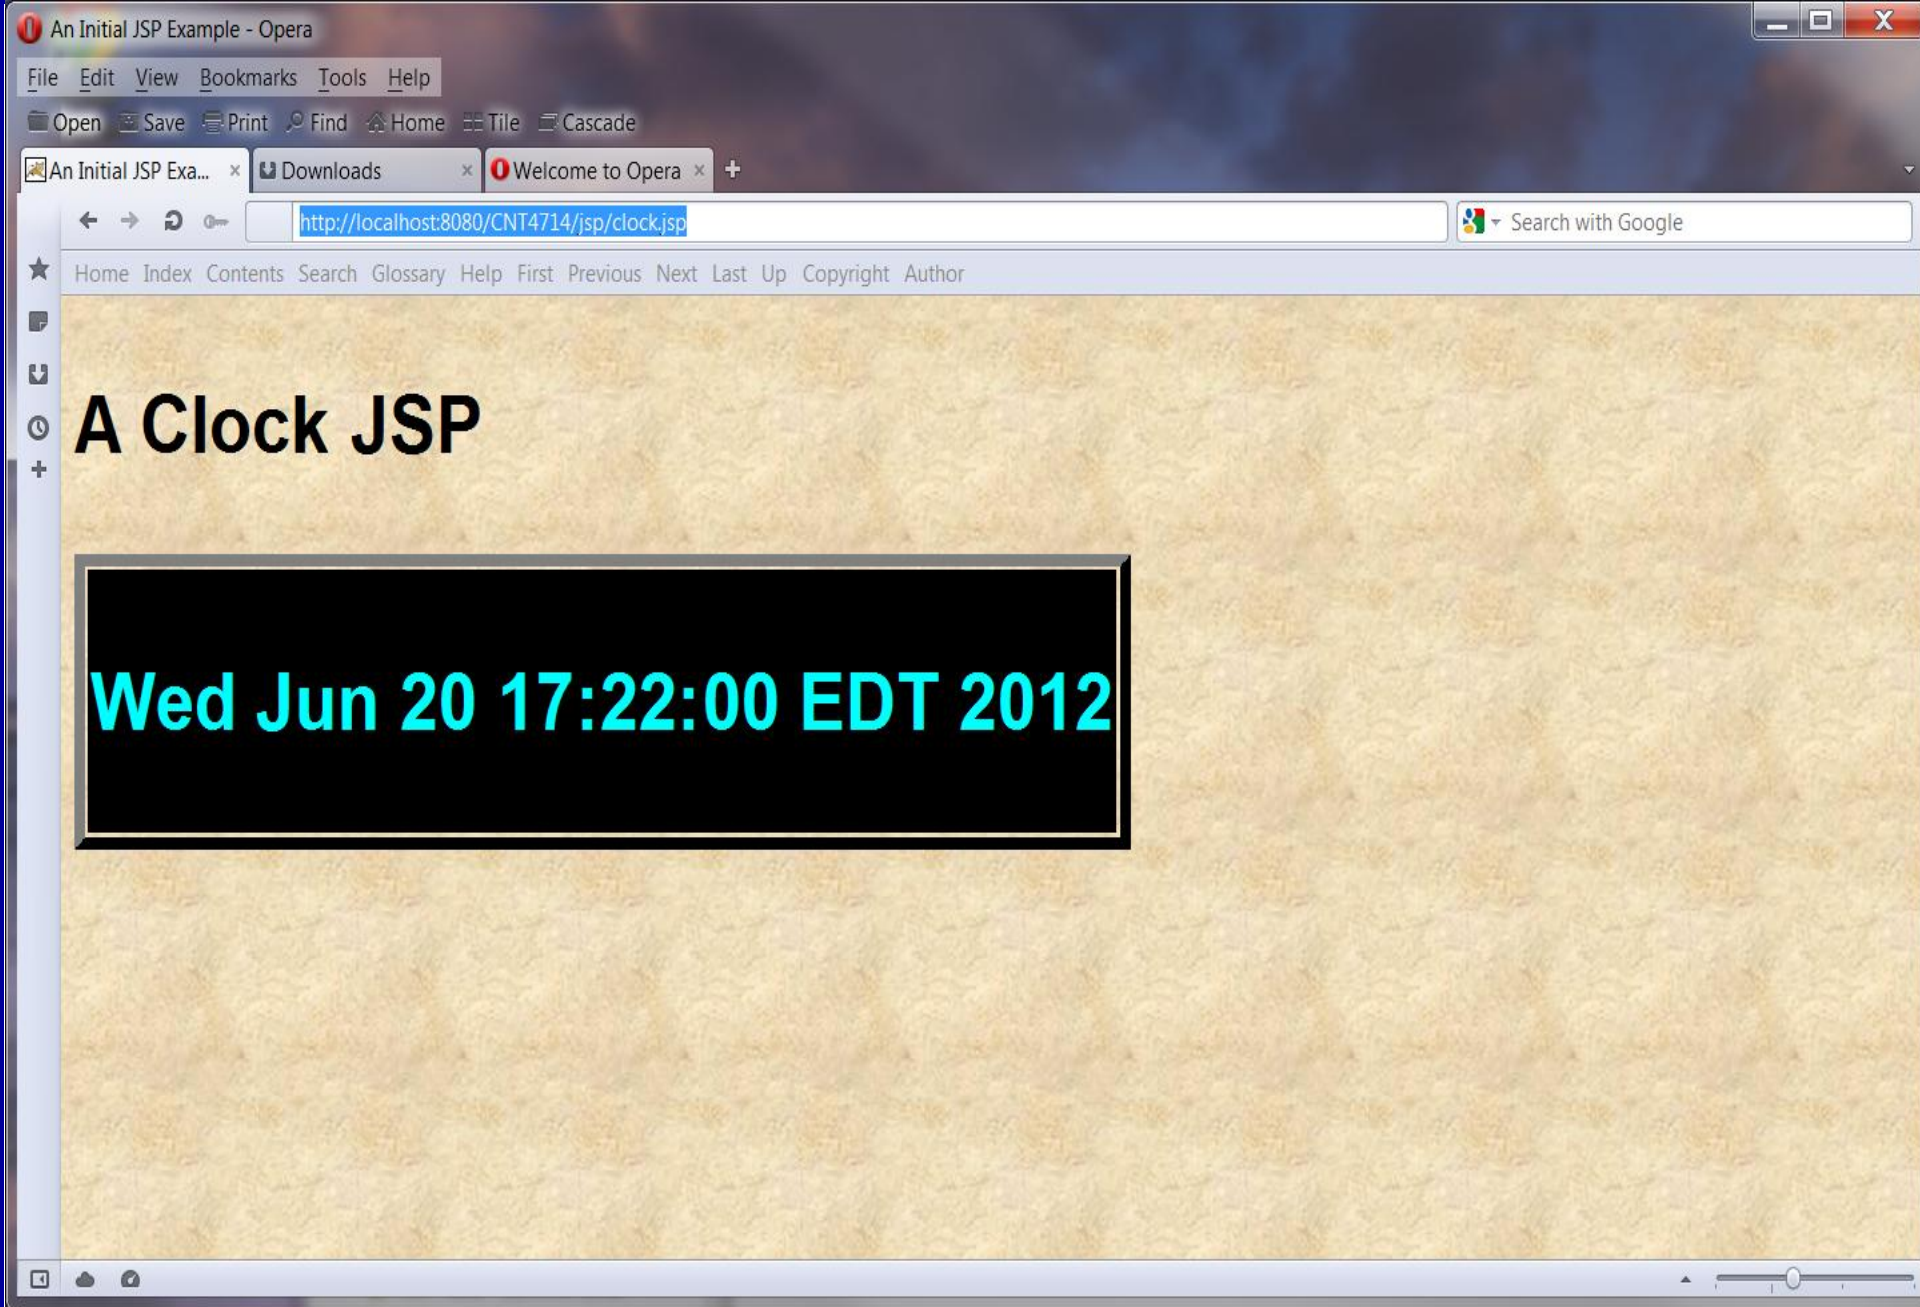 An Initial JSP Example - Opera
File Edit View Bookmarks Tools Help
Open Save Print Find Home Tile Cascade
An Initial JSP Exa... Downloads Welcome to Opera
http://localhost:8080/CNT4714/jsp/clock.jsp Search with Google
Home Index Contents Search Glossary Help First Previous Next Last Up Copyright Author
A Clock JSP
Wed Jun 20 17:22:00 EDT 2012